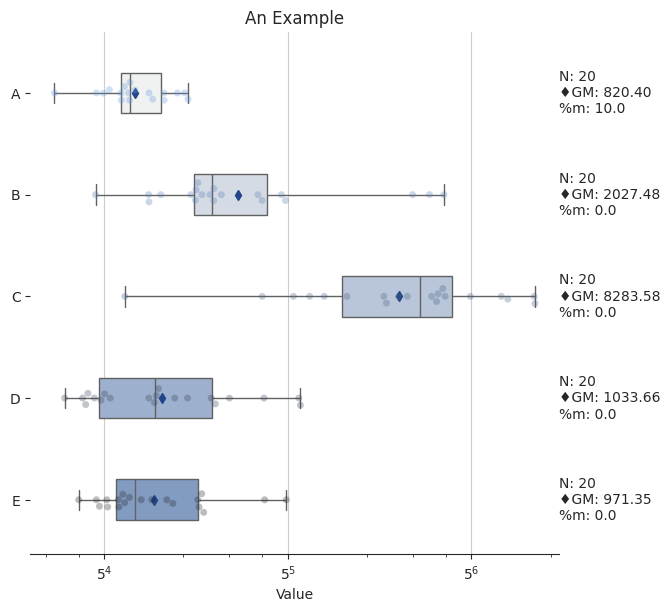 An Example
A
N: 20
♦GM: 820.40
%m: 10.0
B
N: 20
♦GM: 2027.48
%m: 0.0
C
N: 20
♦GM: 8283.58
%m: 0.0
D
N: 20
♦GM: 1033.66
%m: 0.0
E
N: 20
♦GM: 971.35
%m: 0.0
5⁴ 5⁵ 5⁶
Value